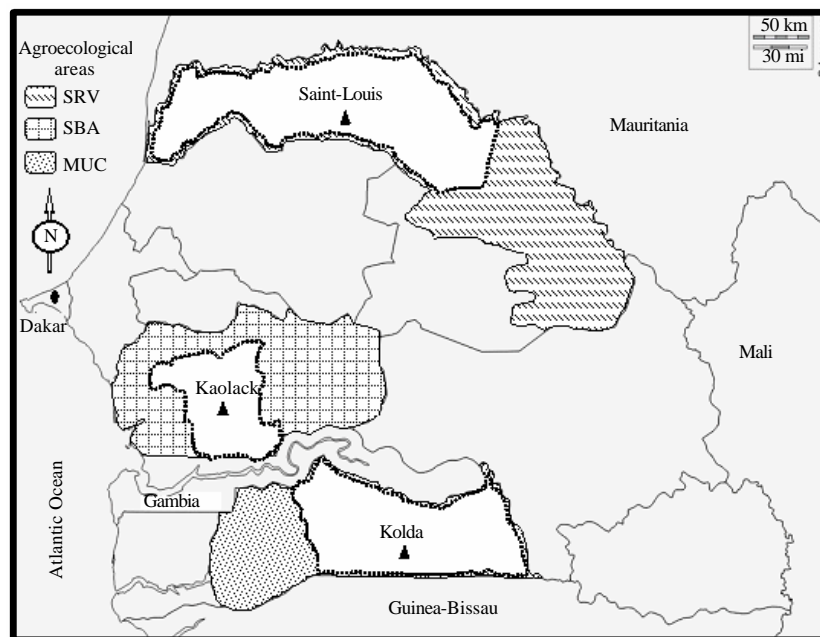 Agroecological
areas
SRV
SBA
MUC
N
50 km
30 mi
Saint-Louis
Mauritania
Dakar
Kaolack
Mali
Gambia
Kolda
Atlantic Ocean
Guinea-Bissau